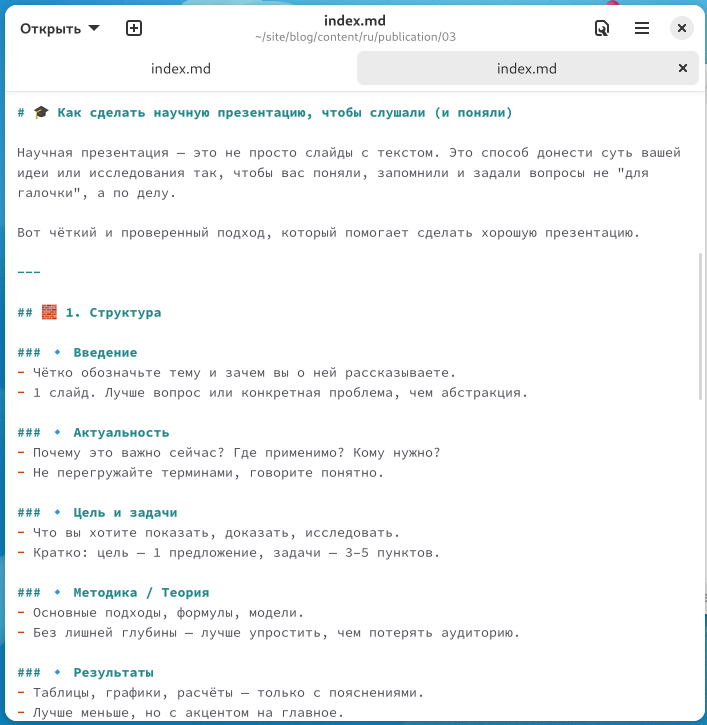 Открыть
index.md
~/site/blog/content/ru/publication/03
index.md
index.md
# 🎓 Как сделать научную презентацию, чтобы слушали (и поняли)
Научная презентация — это не просто слайды с текстом. Это способ донести суть вашей
идеи или исследования так, чтобы вас поняли, запомнили и задали вопросы не "для
галочки", а по делу.
Вот чёткий и проверенный подход, который помогает сделать хорошую презентацию.
---
## 🧱 1. Структура
### 🔹 Введение
- Чётко обозначьте тему и зачем вы о ней рассказываете.
- 1 слайд. Лучше вопрос или конкретная проблема, чем абстракция.
### 🔹 Актуальность
- Почему это важно сейчас? Где применимо? Кому нужно?
- Не перегружайте терминами, говорите понятно.
### 🔹 Цель и задачи
- Что вы хотите показать, доказать, исследовать.
- Кратко: цель — 1 предложение, задачи — 3–5 пунктов.
### 🔹 Методика / Теория
- Основные подходы, формулы, модели.
- Без лишней глубины — лучше упростить, чем потерять аудиторию.
### 🔹 Результаты
- Таблицы, графики, расчёты — только с пояснениями.
- Лучше меньше, но с акцентом на главное.